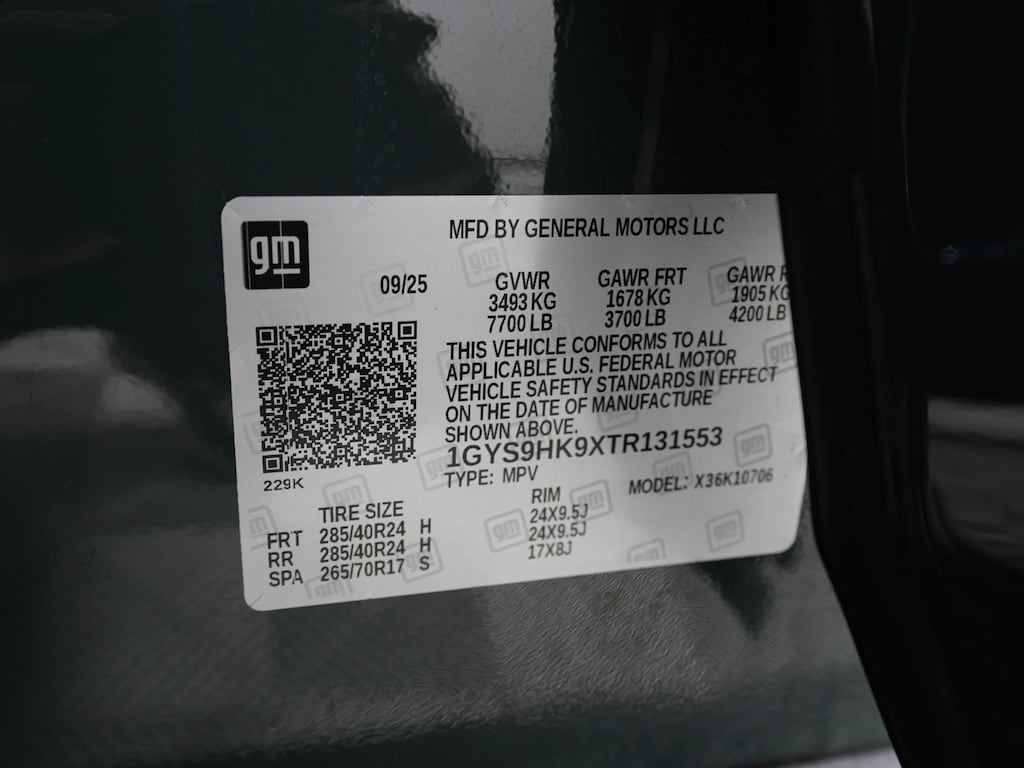 gm
MFD BY GENERAL MOTORS LLC
09/25
GVWR GAWR FRT GAWR
3493 KG 1678 KG 1905 KG
7700 LB 3700 LB 4200 LB
THIS VEHICLE CONFORMS TO ALL
APPLICABLE U.S. FEDERAL MOTOR
VEHICLE SAFETY STANDARDS IN EFFECT
ON THE DATE OF MANUFACTURE
SHOWN ABOVE.
1GYS9HK9XTR131553
TYPE: MPV MODEL: X36K10706
229K
TIRE SIZE RIM
FRT 285/40R24 H 24X9.5J
RR 285/40R24 H 24X9.5J
SPA 265/70R17 S 17X8J